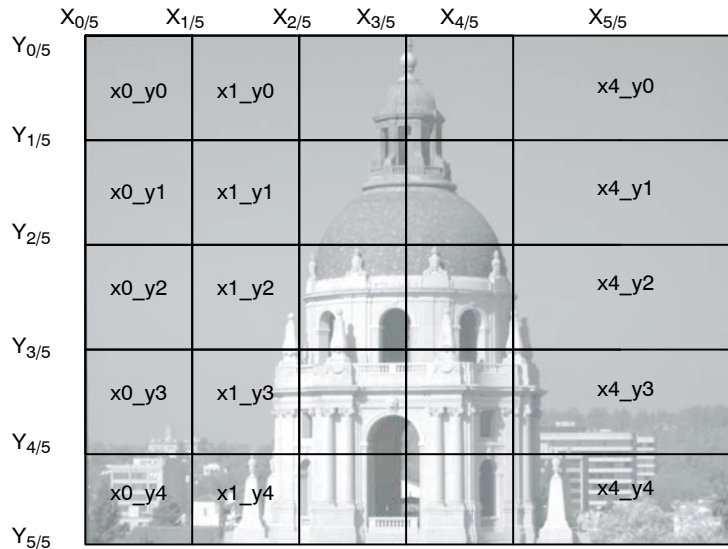 X0/5 X1/5 X2/5 X3/5 X4/5 X5/5
Y0/5
x0_y0 x1_y0 x4_y0
Y1/5
x0_y1 x1_y1 x4_y1
Y2/5
x0_y2 x1_y2 x4_y2
Y3/5
x0_y3 x1_y3 x4_y3
Y4/5
x0_y4 x1_y4 x4_y4
Y5/5